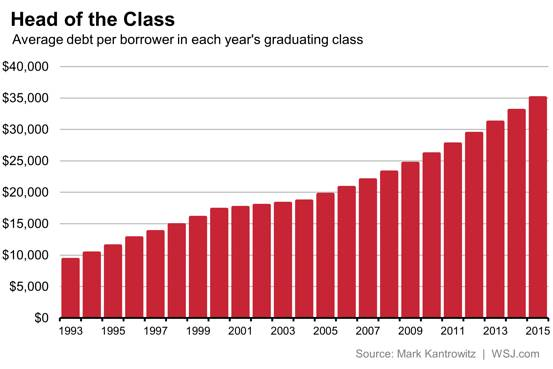 Head of the Class
Average debt per borrower in each year's graduating class
$40,000
$35,000
$30,000
$25,000
$20,000
$15,000
$10,000
$5,000
$0
1993 1995 1997 1999 2001 2003 2005 2007 2009 2011 2013 2015
Source: Mark Kantrowitz | WSJ.com